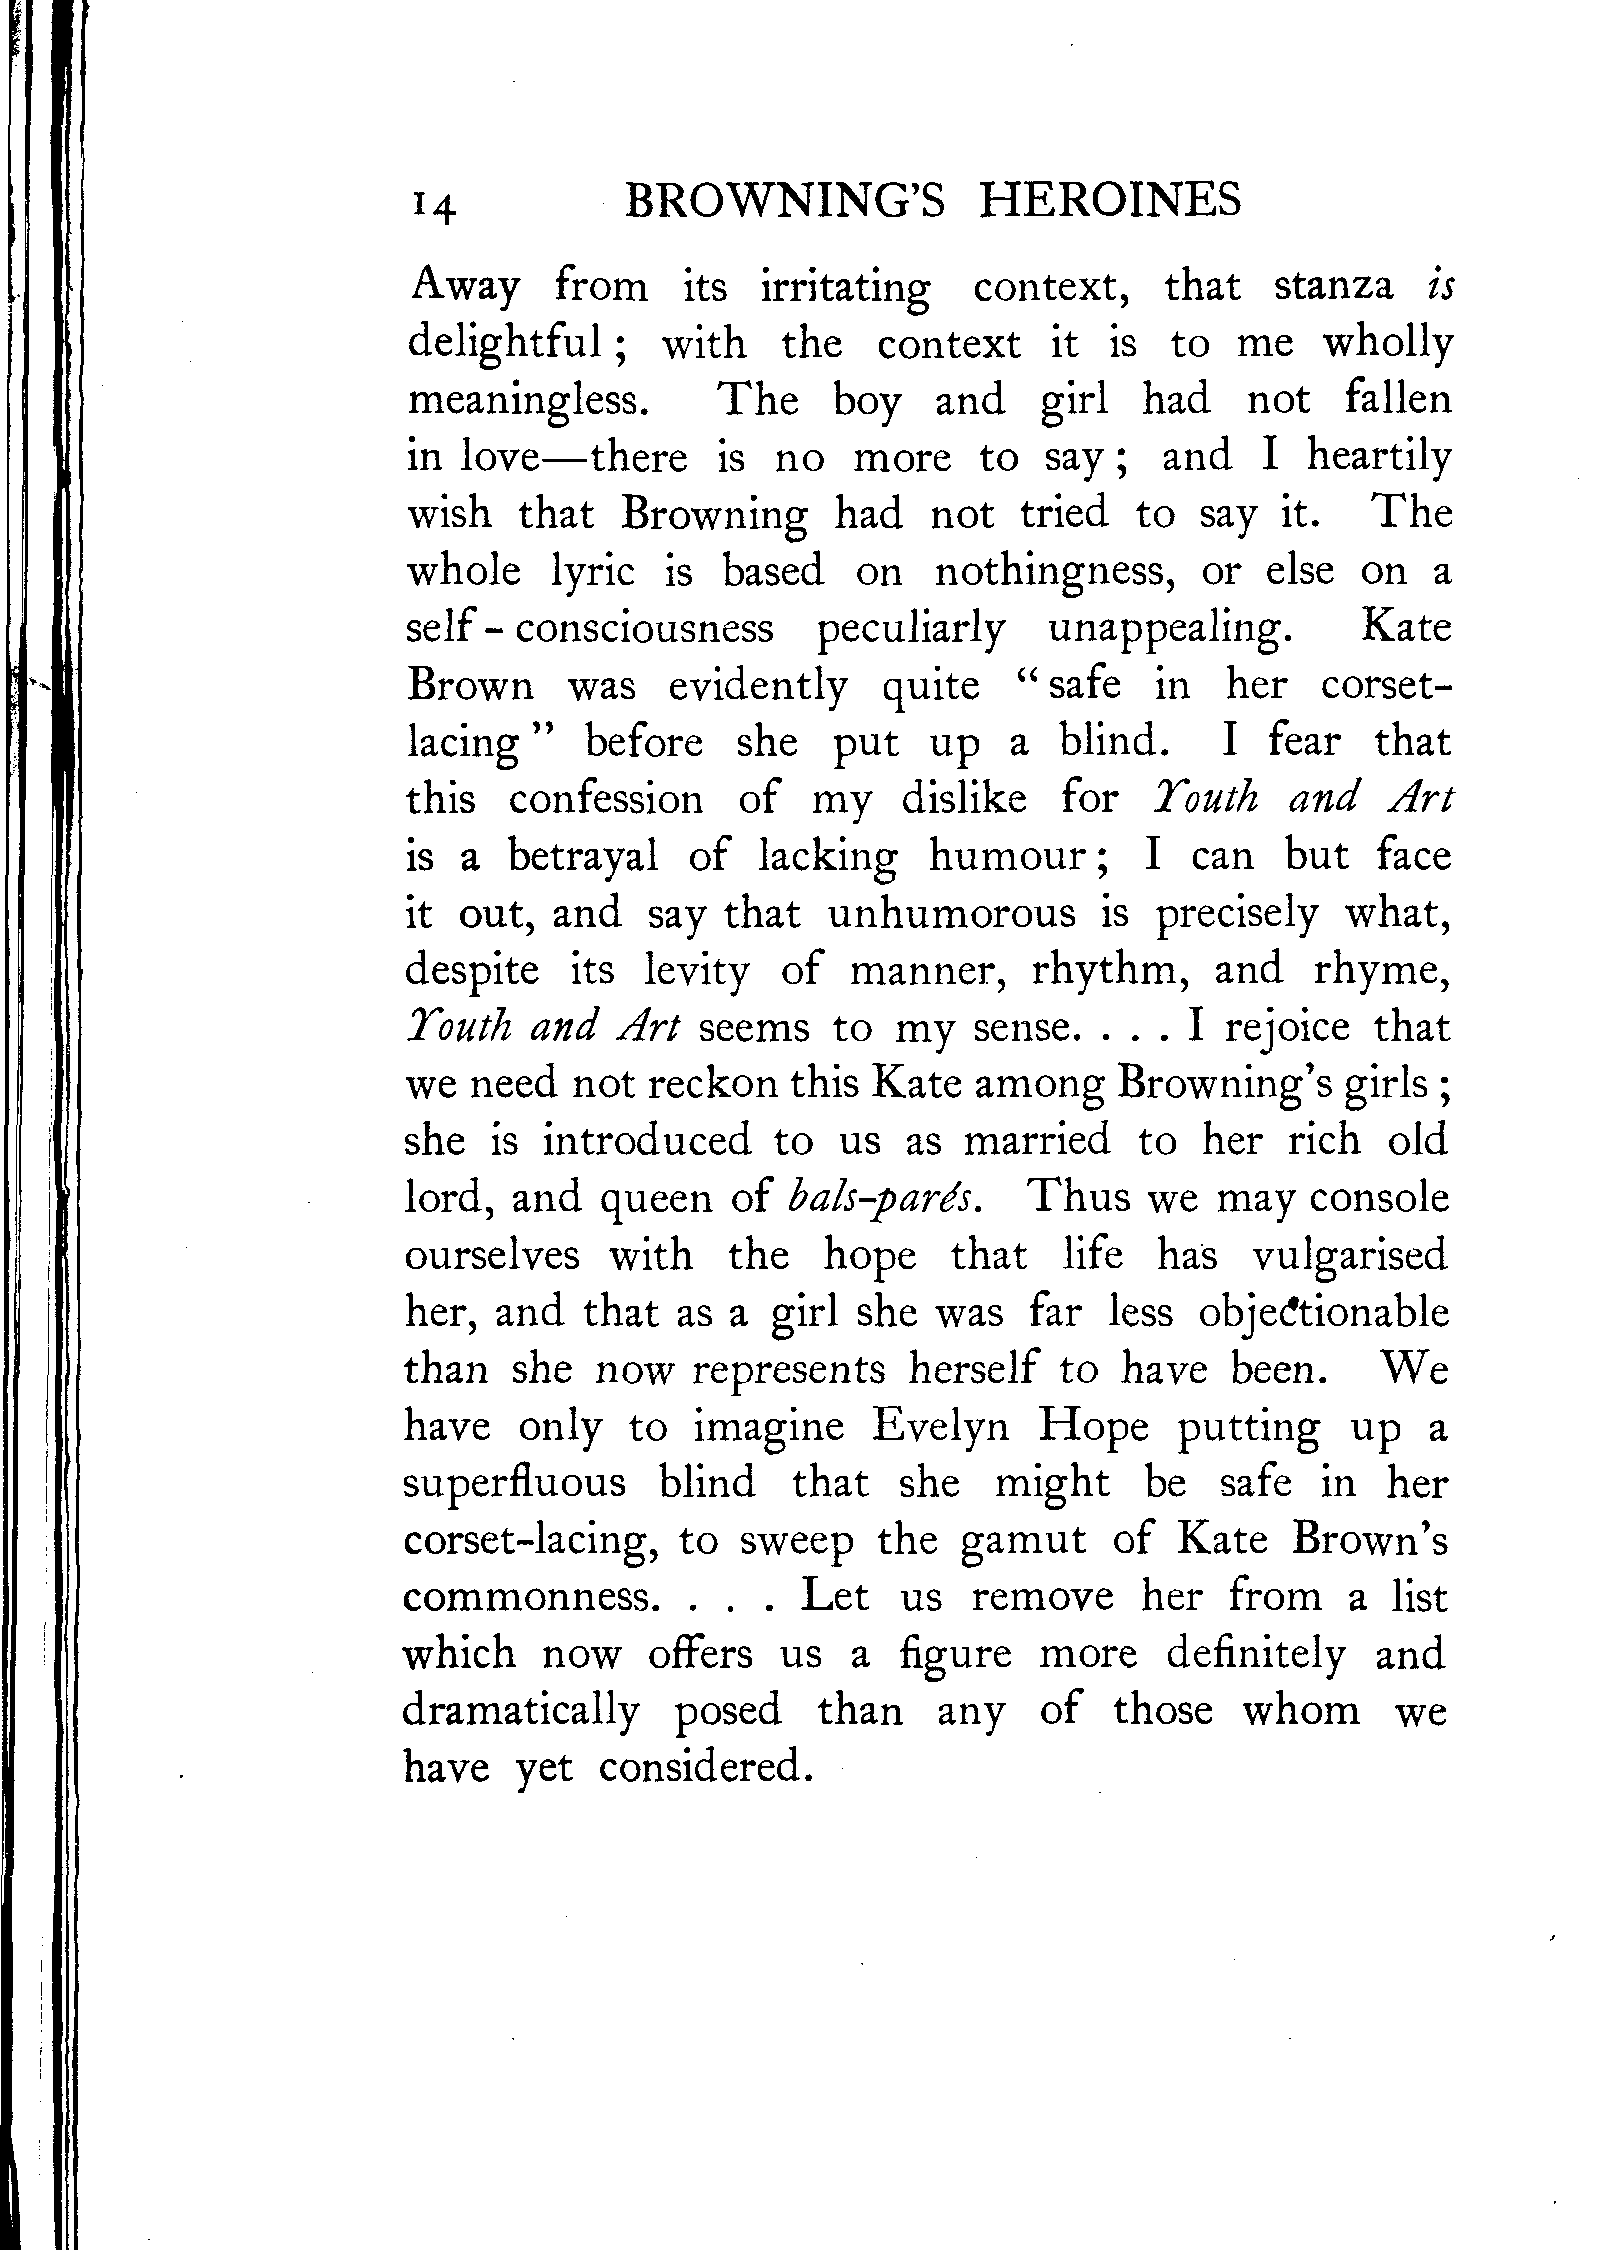 14 BROWNING'S HEROINES
Away from its irritating context, that stanza is
delightful ; with the context it is to me wholly
meaningless. The boy and girl had not fallen
in love—there is no more to say ; and I heartily
wish that Browning had not tried to say it. The
whole lyric is based on nothingness, or else on a
self-consciousness peculiarly unappealing. Kate
Brown was evidently quite “ safe in her corset-
lacing ” before she put up a blind. I fear that
this confession of my dislike for Youth and Art
is a betrayal of lacking humour ; I can but face
it out, and say that unhumorous is precisely what,
despite its levity of manner, rhythm, and rhyme,
Youth and Art seems to my sense. . . . I rejoice that
we need not reckon this Kate among Browning's girls ;
she is introduced to us as married to her rich old
lord, and queen of bals-parés. Thus we may console
ourselves with the hope that life has vulgarised
her, and that as a girl she was far less objectionable
than she now represents herself to have been. We
have only to imagine Evelyn Hope putting up a
superfluous blind that she might be safe in her
corset-lacing, to sweep the gamut of Kate Brown's
commonness. . . . Let us remove her from a list
which now offers us a figure more definitely and
dramatically posed than any of those whom we
have yet considered.